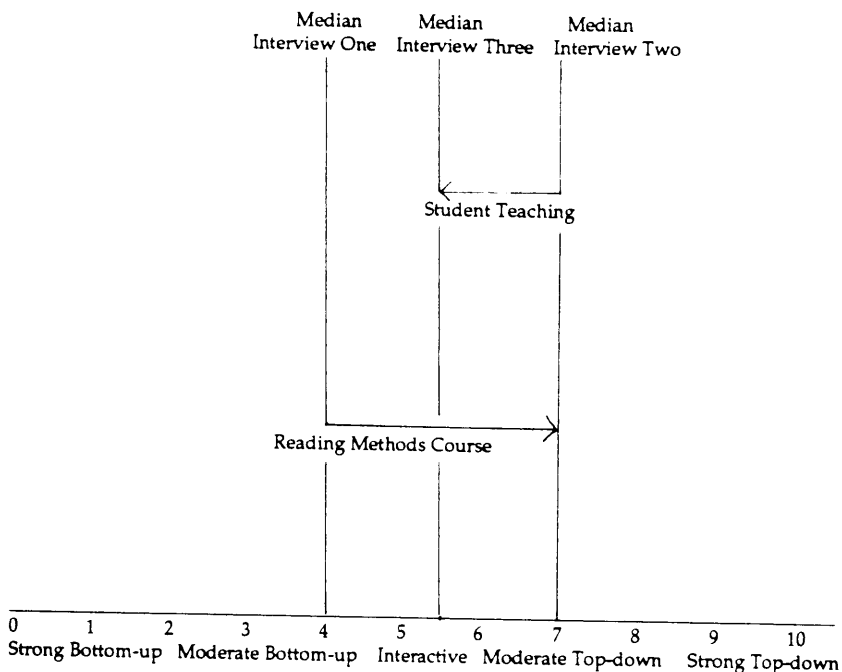 Median
Interview One
Median
Interview Three
Median
Interview Two
Student Teaching
Reading Methods Course
0 1 2 3 4 5 6 7 8 9 10
Strong Bottom-up Moderate Bottom-up Interactive Moderate Top-down Strong Top-down